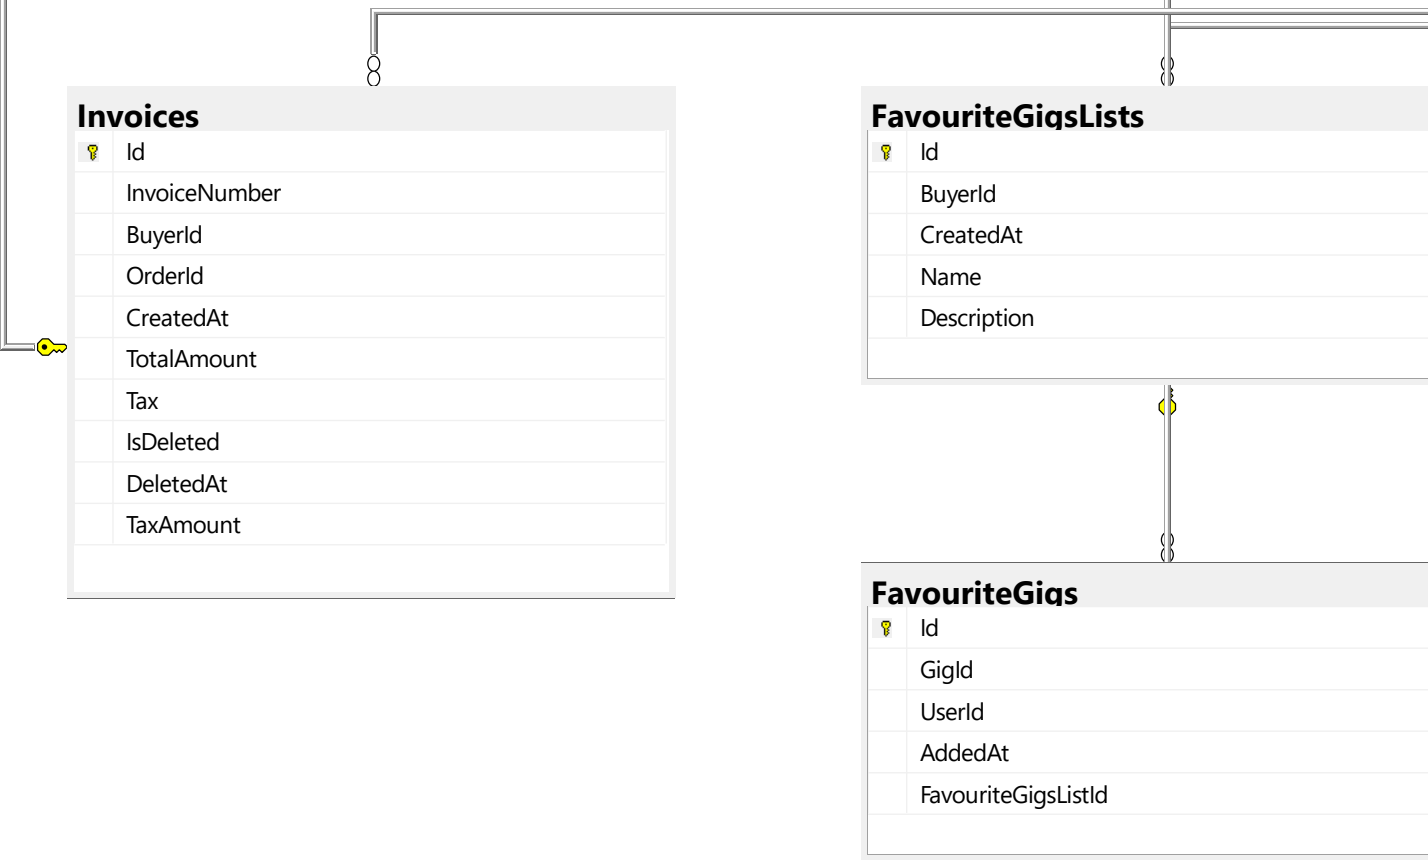 Invoices
Id
InvoiceNumber
BuyerId
OrderId
CreatedAt
TotalAmount
Tax
IsDeleted
DeletedAt
TaxAmount
FavouriteGigsLists
Id
BuyerId
CreatedAt
Name
Description
FavouriteGigs
Id
GigId
UserId
AddedAt
FavouriteGigsListId